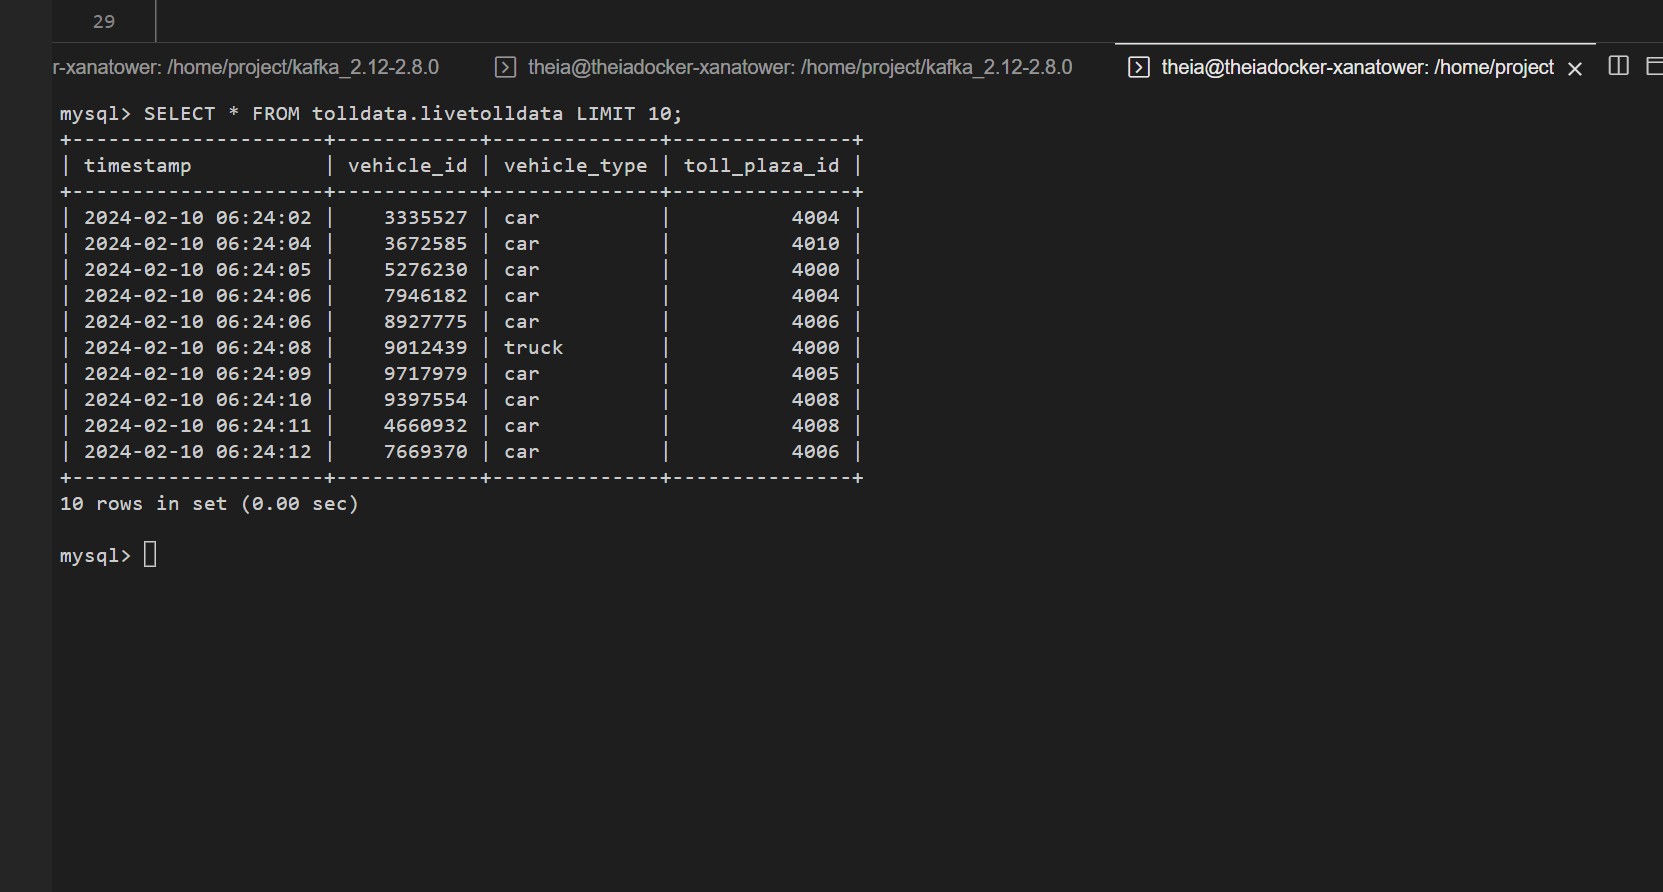 29
r-xanatower: /home/project/kafka_2.12-2.8.0 theia@theiadocker-xanatower: /home/project/kafka_2.12-2.8.0 theia@theiadocker-xanatower: /home/project
mysql> SELECT * FROM tolldata.livetolldata LIMIT 10;
+---------------------+------------+--------------+---------------+
| timestamp           | vehicle_id | vehicle_type | toll_plaza_id |
+---------------------+------------+--------------+---------------+
| 2024-02-10 06:24:02 |    3335527 | car          |          4004 |
| 2024-02-10 06:24:04 |    3672585 | car          |          4010 |
| 2024-02-10 06:24:05 |    5276230 | car          |          4000 |
| 2024-02-10 06:24:06 |    7946182 | car          |          4004 |
| 2024-02-10 06:24:06 |    8927775 | car          |          4006 |
| 2024-02-10 06:24:08 |    9012439 | truck        |          4000 |
| 2024-02-10 06:24:09 |    9717979 | car          |          4005 |
| 2024-02-10 06:24:10 |    9397554 | car          |          4008 |
| 2024-02-10 06:24:11 |    4660932 | car          |          4008 |
| 2024-02-10 06:24:12 |    7669370 | car          |          4006 |
+---------------------+------------+--------------+---------------+
10 rows in set (0.00 sec)
mysql>